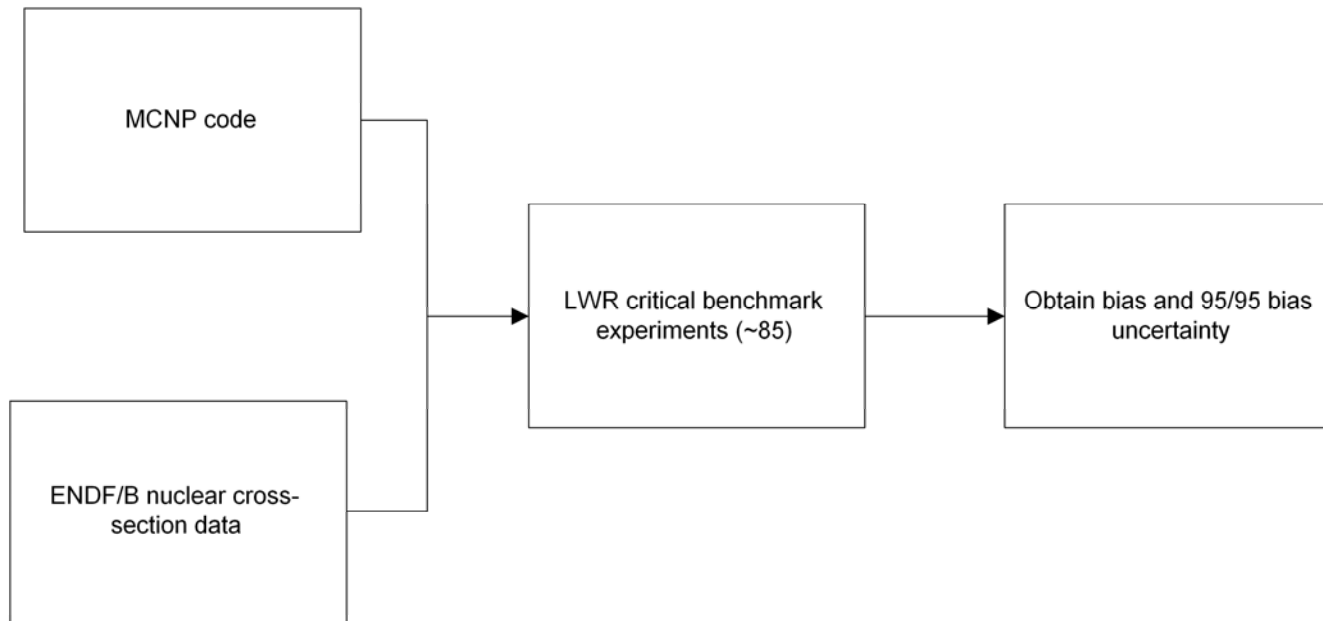 MCNP code
ENDF/B nuclear cross-
section data
LWR critical benchmark
experiments (~85)
Obtain bias and 95/95 bias
uncertainty